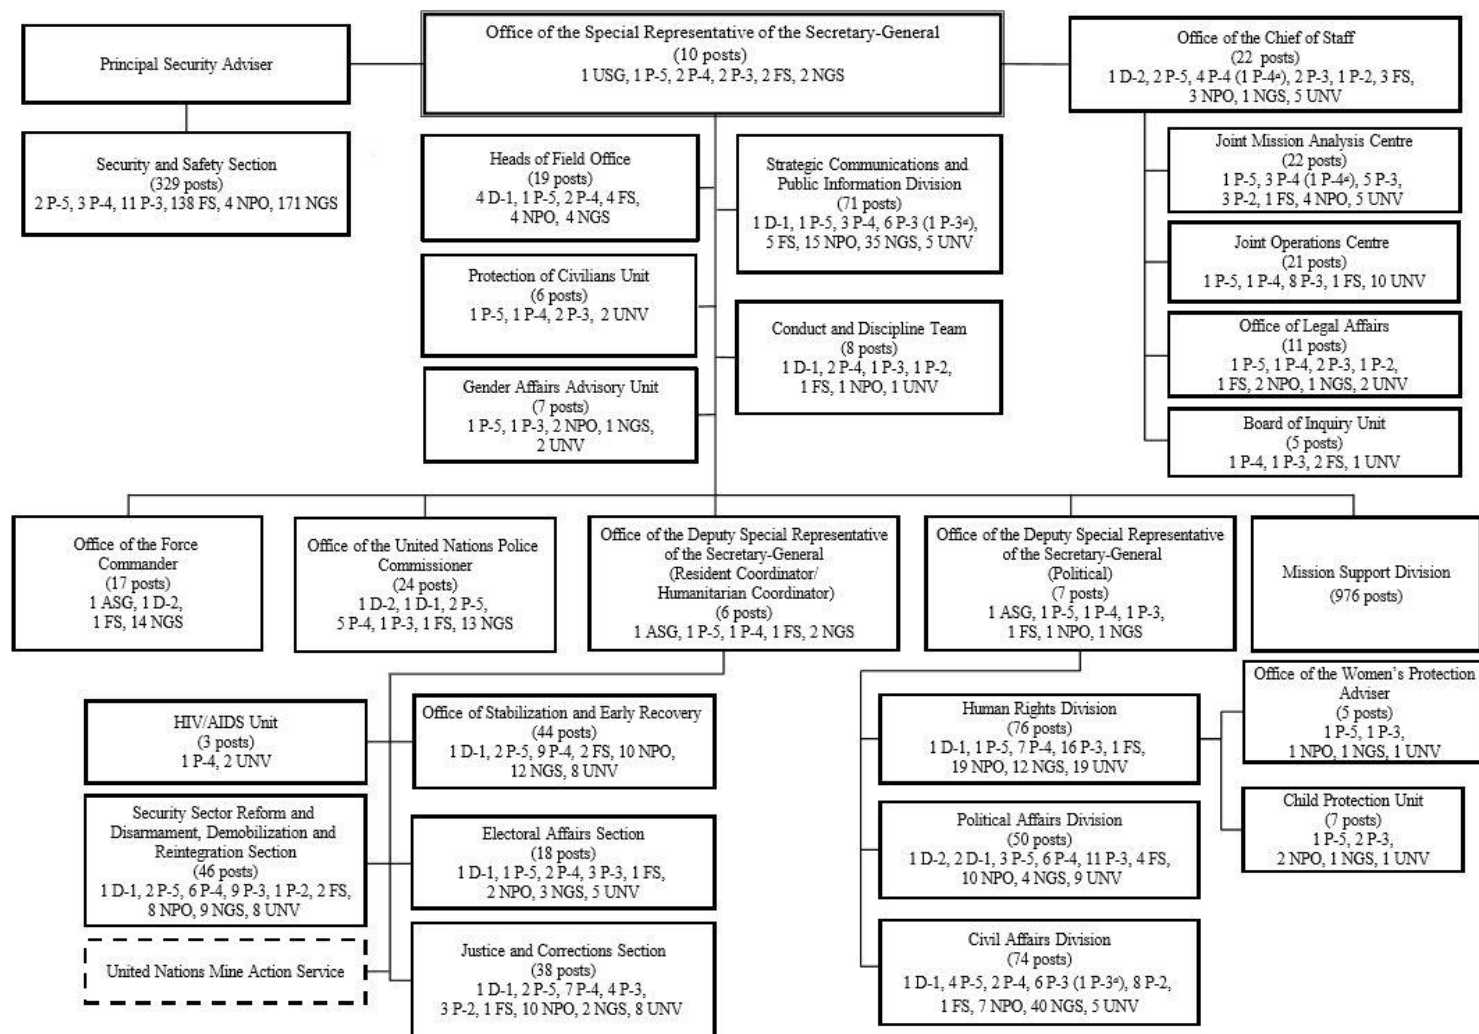 Principal Security Adviser
Office of the Special Representative of the Secretary-General
(10 posts)
1 USG, 1 P-5, 2 P-4, 2 P-3, 2 FS, 2 NGS
Office of the Chief of Staff
(22 posts)
1 D-2, 2 P-5, 4 P-4 (1 P-4ᵃ), 2 P-3, 1 P-2, 3 FS,
3 NPO, 1 NGS, 5 UNV
Security and Safety Section
(329 posts)
2 P-5, 3 P-4, 11 P-3, 138 FS, 4 NPO, 171 NGS
Heads of Field Office
(19 posts)
4 D-1, 1 P-5, 2 P-4, 4 FS,
4 NPO, 4 NGS
Strategic Communications and
Public Information Division
(71 posts)
1 D-1, 1 P-5, 3 P-4, 6 P-3 (1 P-3ᵃ),
5 FS, 15 NPO, 35 NGS, 5 UNV
Joint Mission Analysis Centre
(22 posts)
1 P-5, 3 P-4 (1 P-4ᵃ), 5 P-3,
3 P-2, 1 FS, 4 NPO, 5 UNV
Protection of Civilians Unit
(6 posts)
1 P-5, 1 P-4, 2 P-3, 2 UNV
Joint Operations Centre
(21 posts)
1 P-5, 1 P-4, 8 P-3, 1 FS, 10 UNV
Conduct and Discipline Team
(8 posts)
1 D-1, 2 P-4, 1 P-3, 1 P-2,
1 FS, 1 NPO, 1 UNV
Office of Legal Affairs
(11 posts)
1 P-5, 1 P-4, 2 P-3, 1 P-2,
1 FS, 2 NPO, 1 NGS, 2 UNV
Gender Affairs Advisory Unit
(7 posts)
1 P-5, 1 P-3, 2 NPO, 1 NGS,
2 UNV
Board of Inquiry Unit
(5 posts)
1 P-4, 1 P-3, 2 FS, 1 UNV
Office of the Force
Commander
(17 posts)
1 ASG, 1 D-2,
1 FS, 14 NGS
Office of the United Nations Police
Commissioner
(24 posts)
1 D-2, 1 D-1, 2 P-5,
5 P-4, 1 P-3, 1 FS, 13 NGS
Office of the Deputy Special Representative
of the Secretary-General
(Resident Coordinator/
Humanitarian Coordinator)
(6 posts)
1 ASG, 1 P-5, 1 P-4, 1 FS, 2 NGS
Office of the Deputy Special Representative
of the Secretary-General
(Political)
(7 posts)
1 ASG, 1 P-5, 1 P-4, 1 P-3,
1 FS, 1 NPO, 1 NGS
Mission Support Division
(976 posts)
HIV/AIDS Unit
(3 posts)
1 P-4, 2 UNV
Office of Stabilization and Early Recovery
(44 posts)
1 D-1, 2 P-5, 9 P-4, 2 FS, 10 NPO,
12 NGS, 8 UNV
Human Rights Division
(76 posts)
1 D-1, 1 P-5, 7 P-4, 16 P-3, 1 FS,
19 NPO, 12 NGS, 19 UNV
Office of the Women's Protection
Adviser
(5 posts)
1 P-5, 1 P-3,
1 NPO, 1 NGS, 1 UNV
Security Sector Reform and
Disarmament, Demobilization and
Reintegration Section
(46 posts)
1 D-1, 2 P-5, 6 P-4, 9 P-3, 1 P-2, 2 FS,
8 NPO, 9 NGS, 8 UNV
Electoral Affairs Section
(18 posts)
1 D-1, 1 P-5, 2 P-4, 3 P-3, 1 FS,
2 NPO, 3 NGS, 5 UNV
Political Affairs Division
(50 posts)
1 D-2, 2 D-1, 3 P-5, 6 P-4, 11 P-3, 4 FS,
10 NPO, 4 NGS, 9 UNV
Child Protection Unit
(7 posts)
1 P-5, 2 P-3,
2 NPO, 1 NGS, 1 UNV
United Nations Mine Action Service
Justice and Corrections Section
(38 posts)
1 D-1, 2 P-5, 7 P-4, 4 P-3,
3 P-2, 1 FS, 10 NPO, 2 NGS, 8 UNV
Civil Affairs Division
(74 posts)
1 D-1, 4 P-5, 2 P-4, 6 P-3 (1 P-3ᵃ), 8 P-2,
1 FS, 7 NPO, 40 NGS, 5 UNV